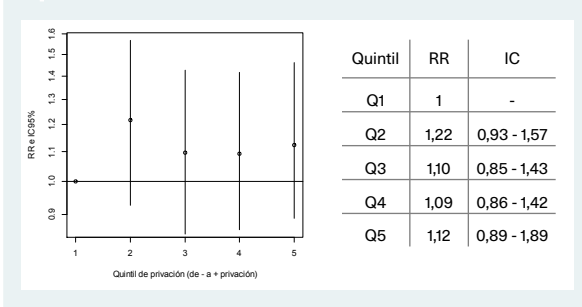 1.6
1.5
1.4
1.3
1.2
1.1
1.0
0.9
RR e IC95%
1 2 3 4 5
Quintil de privación (de - a + privación)
Quintil RR IC
Q1 1 -
Q2 1,22 0,93 - 1,57
Q3 1,10 0,85 - 1,43
Q4 1,09 0,86 - 1,42
Q5 1,12 0,89 - 1,89